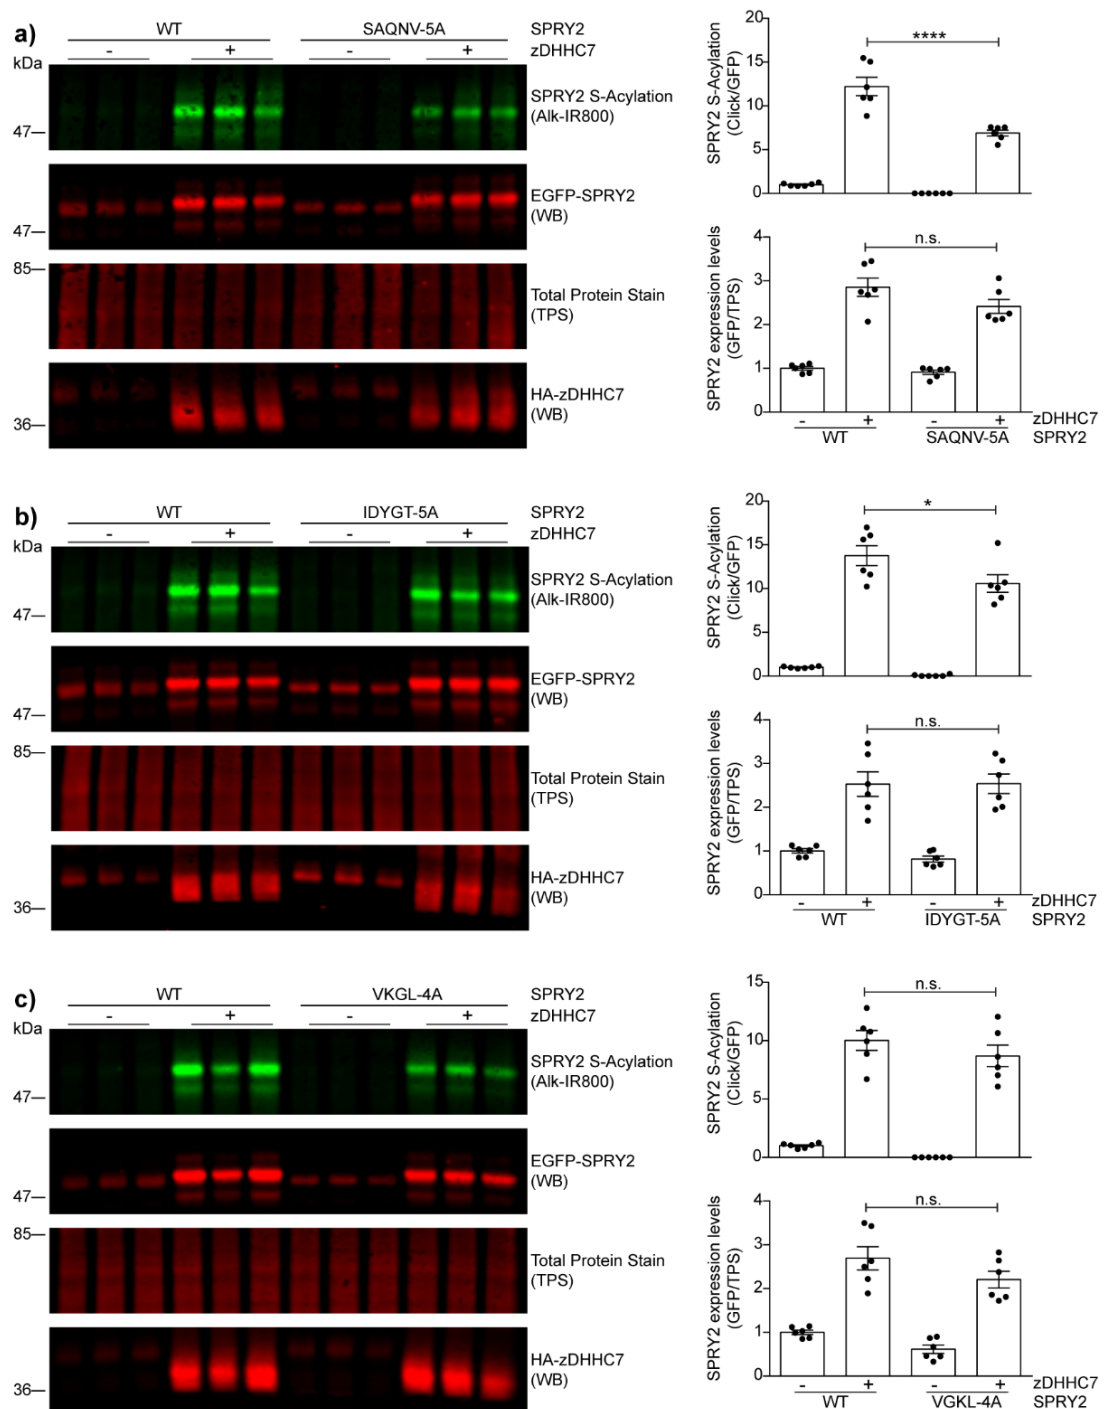 a)
WT SAQNV-5A SPRY2
- + - + zDHHC7
kDa
SPRY2 S-Acylation
(Alk-IR800)
47
EGFP-SPRY2
(WB)
47
85
Total Protein Stain
(TPS)
HA-zDHHC7
(WB)
36
SPRY2 S-Acylation
(Click/GFP)
20
15
10
5
0
****
SPRY2 expression levels
(GFP/TPS)
4
3
2
1
0
n.s.
- + - + zDHHC7
WT SAQNV-5A SPRY2
b)
WT IDYGT-5A SPRY2
- + - + zDHHC7
kDa
SPRY2 S-Acylation
(Alk-IR800)
47
EGFP-SPRY2
(WB)
47
85
Total Protein Stain
(TPS)
HA-zDHHC7
(WB)
36
SPRY2 S-Acylation
(Click/GFP)
20
15
10
5
0
*
SPRY2 expression levels
(GFP/TPS)
4
3
2
1
0
n.s.
- + - + zDHHC7
WT IDYGT-5A SPRY2
c)
WT VKGL-4A SPRY2
- + - + zDHHC7
kDa
SPRY2 S-Acylation
(Alk-IR800)
47
EGFP-SPRY2
(WB)
47
85
Total Protein Stain
(TPS)
HA-zDHHC7
(WB)
36
SPRY2 S-Acylation
(Click/GFP)
15
10
5
0
n.s.
SPRY2 expression levels
(GFP/TPS)
4
3
2
1
0
n.s.
- + - + zDHHC7
WT VGKL-4A SPRY2